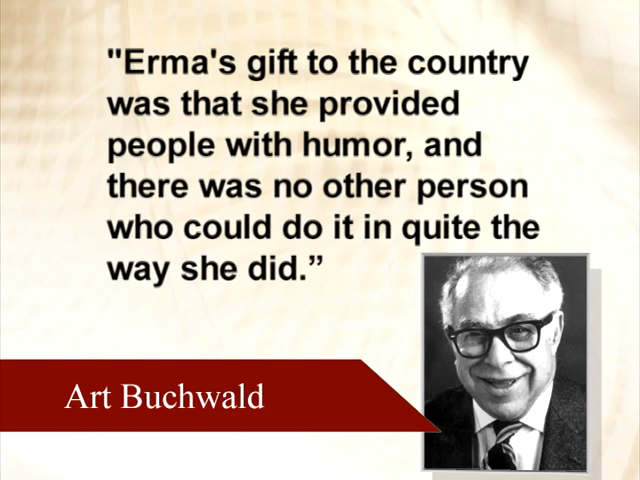 "Erma's gift to the country
was that she provided
people with humor, and
there was no other person
who could do it in quite the
way she did.”
Art Buchwald